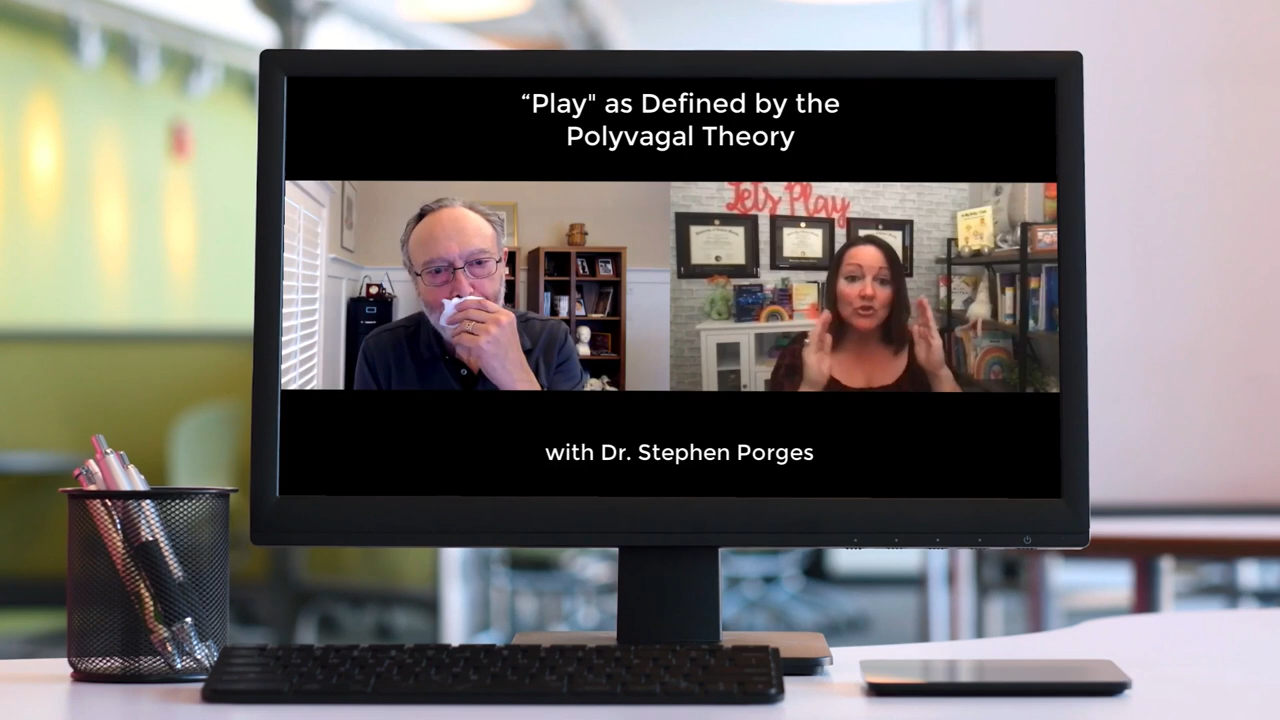 “Play" as Defined by the
Polyvagal Theory
Lets Play
with Dr. Stephen Porges